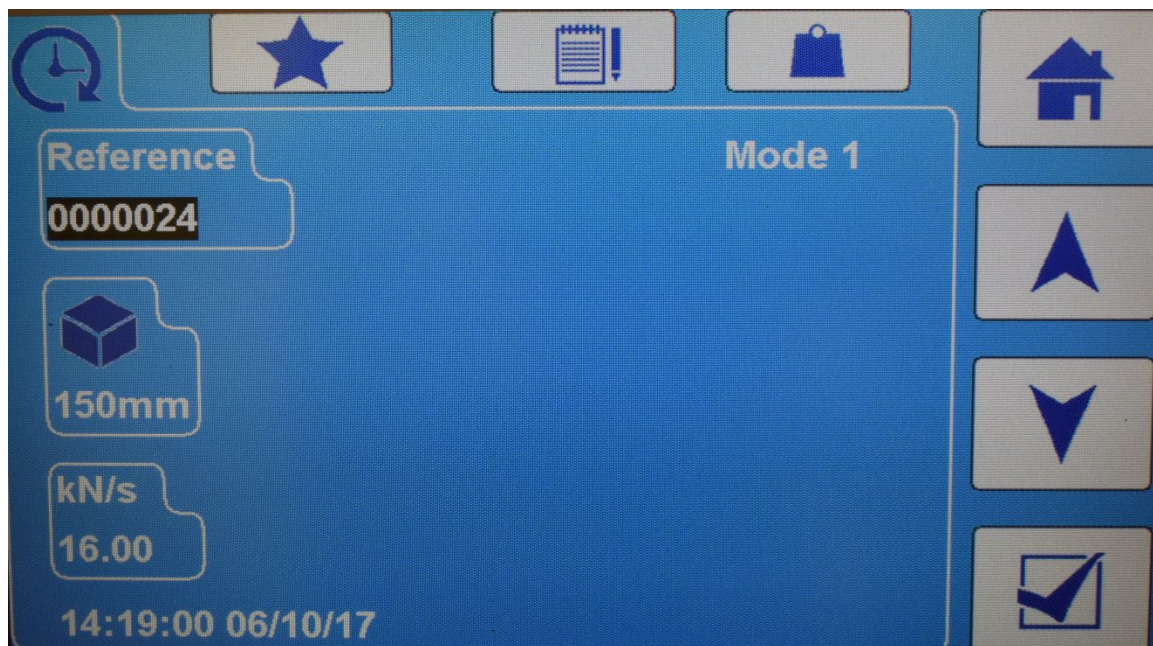 Reference
Mode 1
0000024
150mm
kN/s
16.00
14:19:00 06/10/17